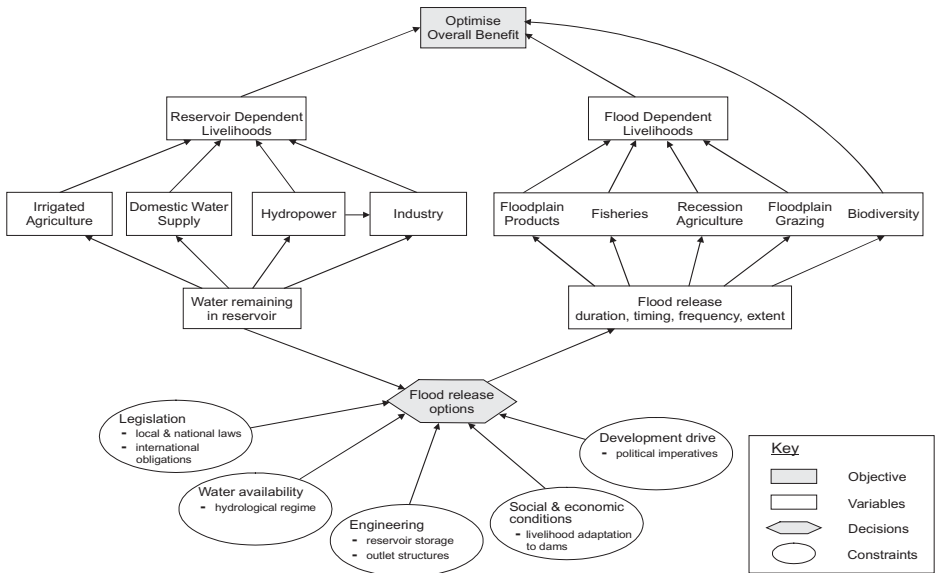 Optimise
Overall Benefit
Reservoir Dependent
Livelihoods
Flood Dependent
Livelihoods
Irrigated
Agriculture
Domestic Water
Supply
Hydropower
Industry
Floodplain
Products
Fisheries
Recession
Agriculture
Floodplain
Grazing
Biodiversity
Water remaining
in reservoir
Flood release
duration, timing, frequency, extent
Flood release
options
Legislation
- local & national laws
- international
obligations
Water availability
- hydrological regime
Engineering
- reservoir storage
- outlet structures
Social & economic
conditions
- livelihood adaptation
to dams
Development drive
- political imperatives
Key
Objective
Variables
Decisions
Constraints